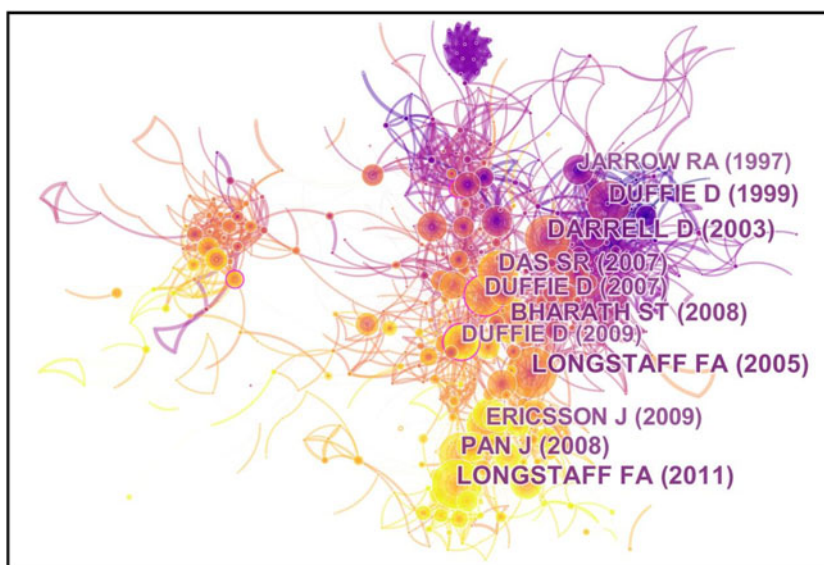 JARROW RA (1997)
DUFFIE D (1999)
DARRELL D (2003)
DAS SR (2007)
DUFFIE D (2007)
BHARATH ST (2008)
DUFFIE D (2009)
LONGSTAFF FA (2005)
ERICSSON J (2009)
PAN J (2008)
LONGSTAFF FA (2011)